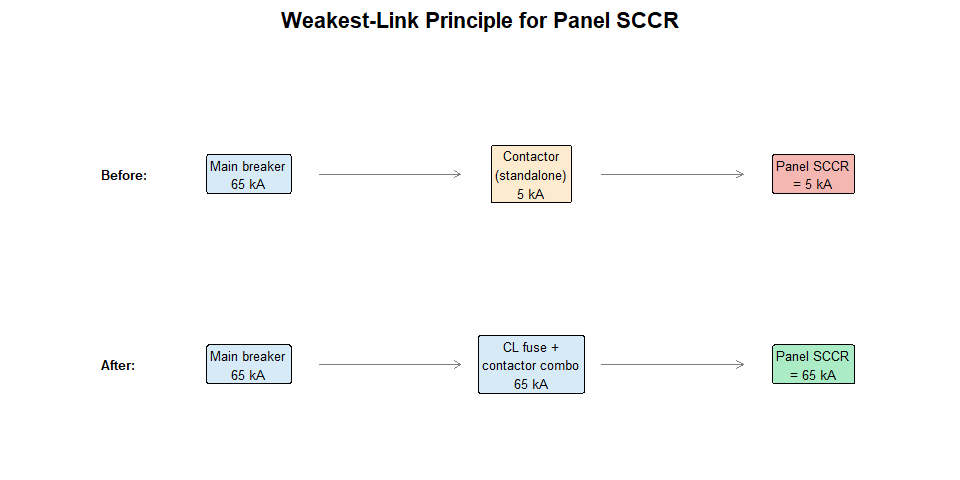 Weakest-Link Principle for Panel SCCR
Before:
Main breaker
65 kA
Contactor
(standalone)
5 kA
Panel SCCR
= 5 kA
After:
Main breaker
65 kA
CL fuse +
contactor combo
65 kA
Panel SCCR
= 65 kA